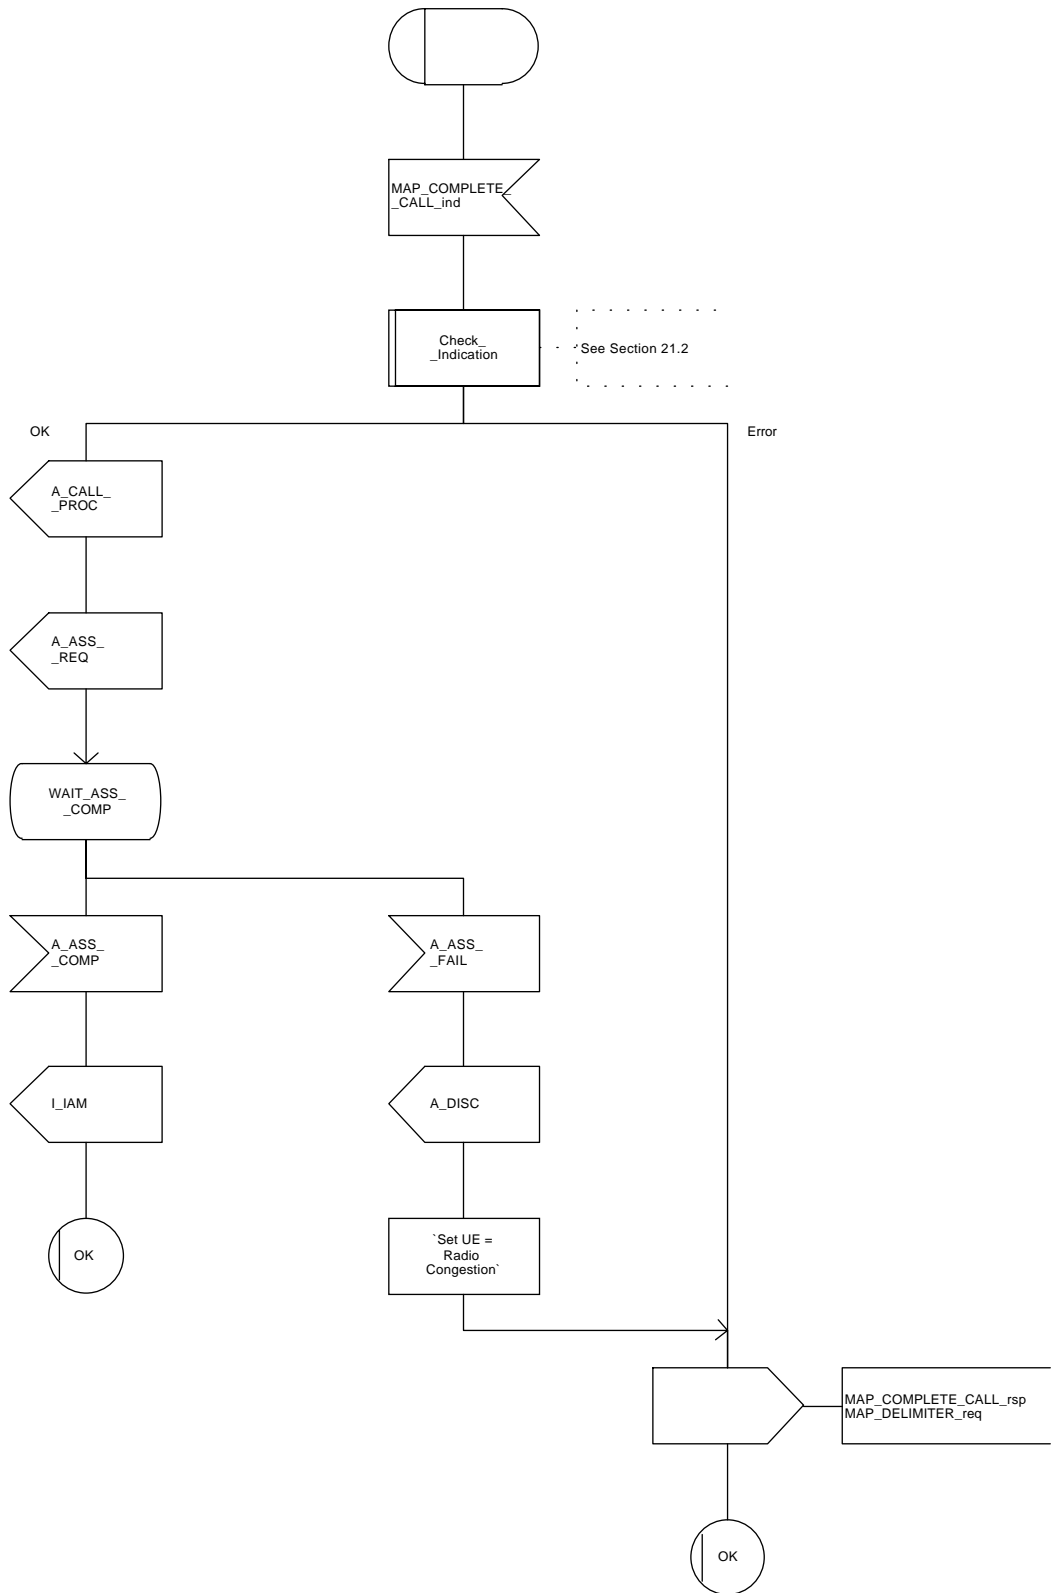 MAP_COMPLETE_
_CALL_ind
Check_
_Indication
See Section 21.2
OK
Error
A_CALL_
_PROC
A_ASS_
_REQ
WAIT_ASS_
_COMP
A_ASS_
_COMP
A_ASS_
_FAIL
I_IAM
A_DISC
OK
`Set UE =
Radio
Congestion`
MAP_COMPLETE_CALL_rsp
MAP_DELIMITER_req
OK